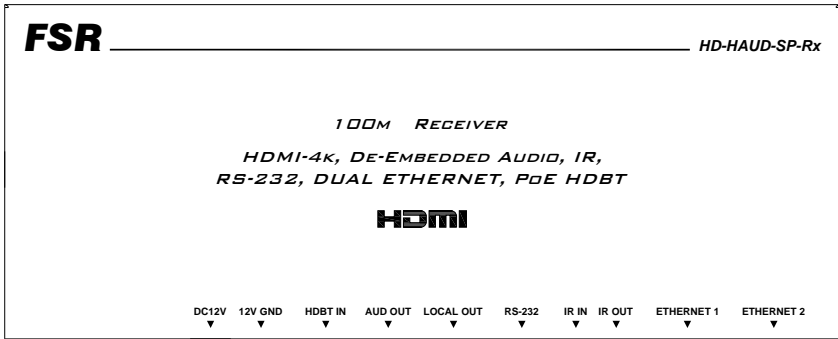 FSR HD-HAUD-SP-Rx
100m Receiver
HDMI-4k, De-Embedded Audio, IR,
RS-232, DUAL ETHERNET, PoE HDBT
HDMI
DC12V 12V GND HDBT IN AUD OUT LOCAL OUT RS-232 IR IN IR OUT ETHERNET 1 ETHERNET 2